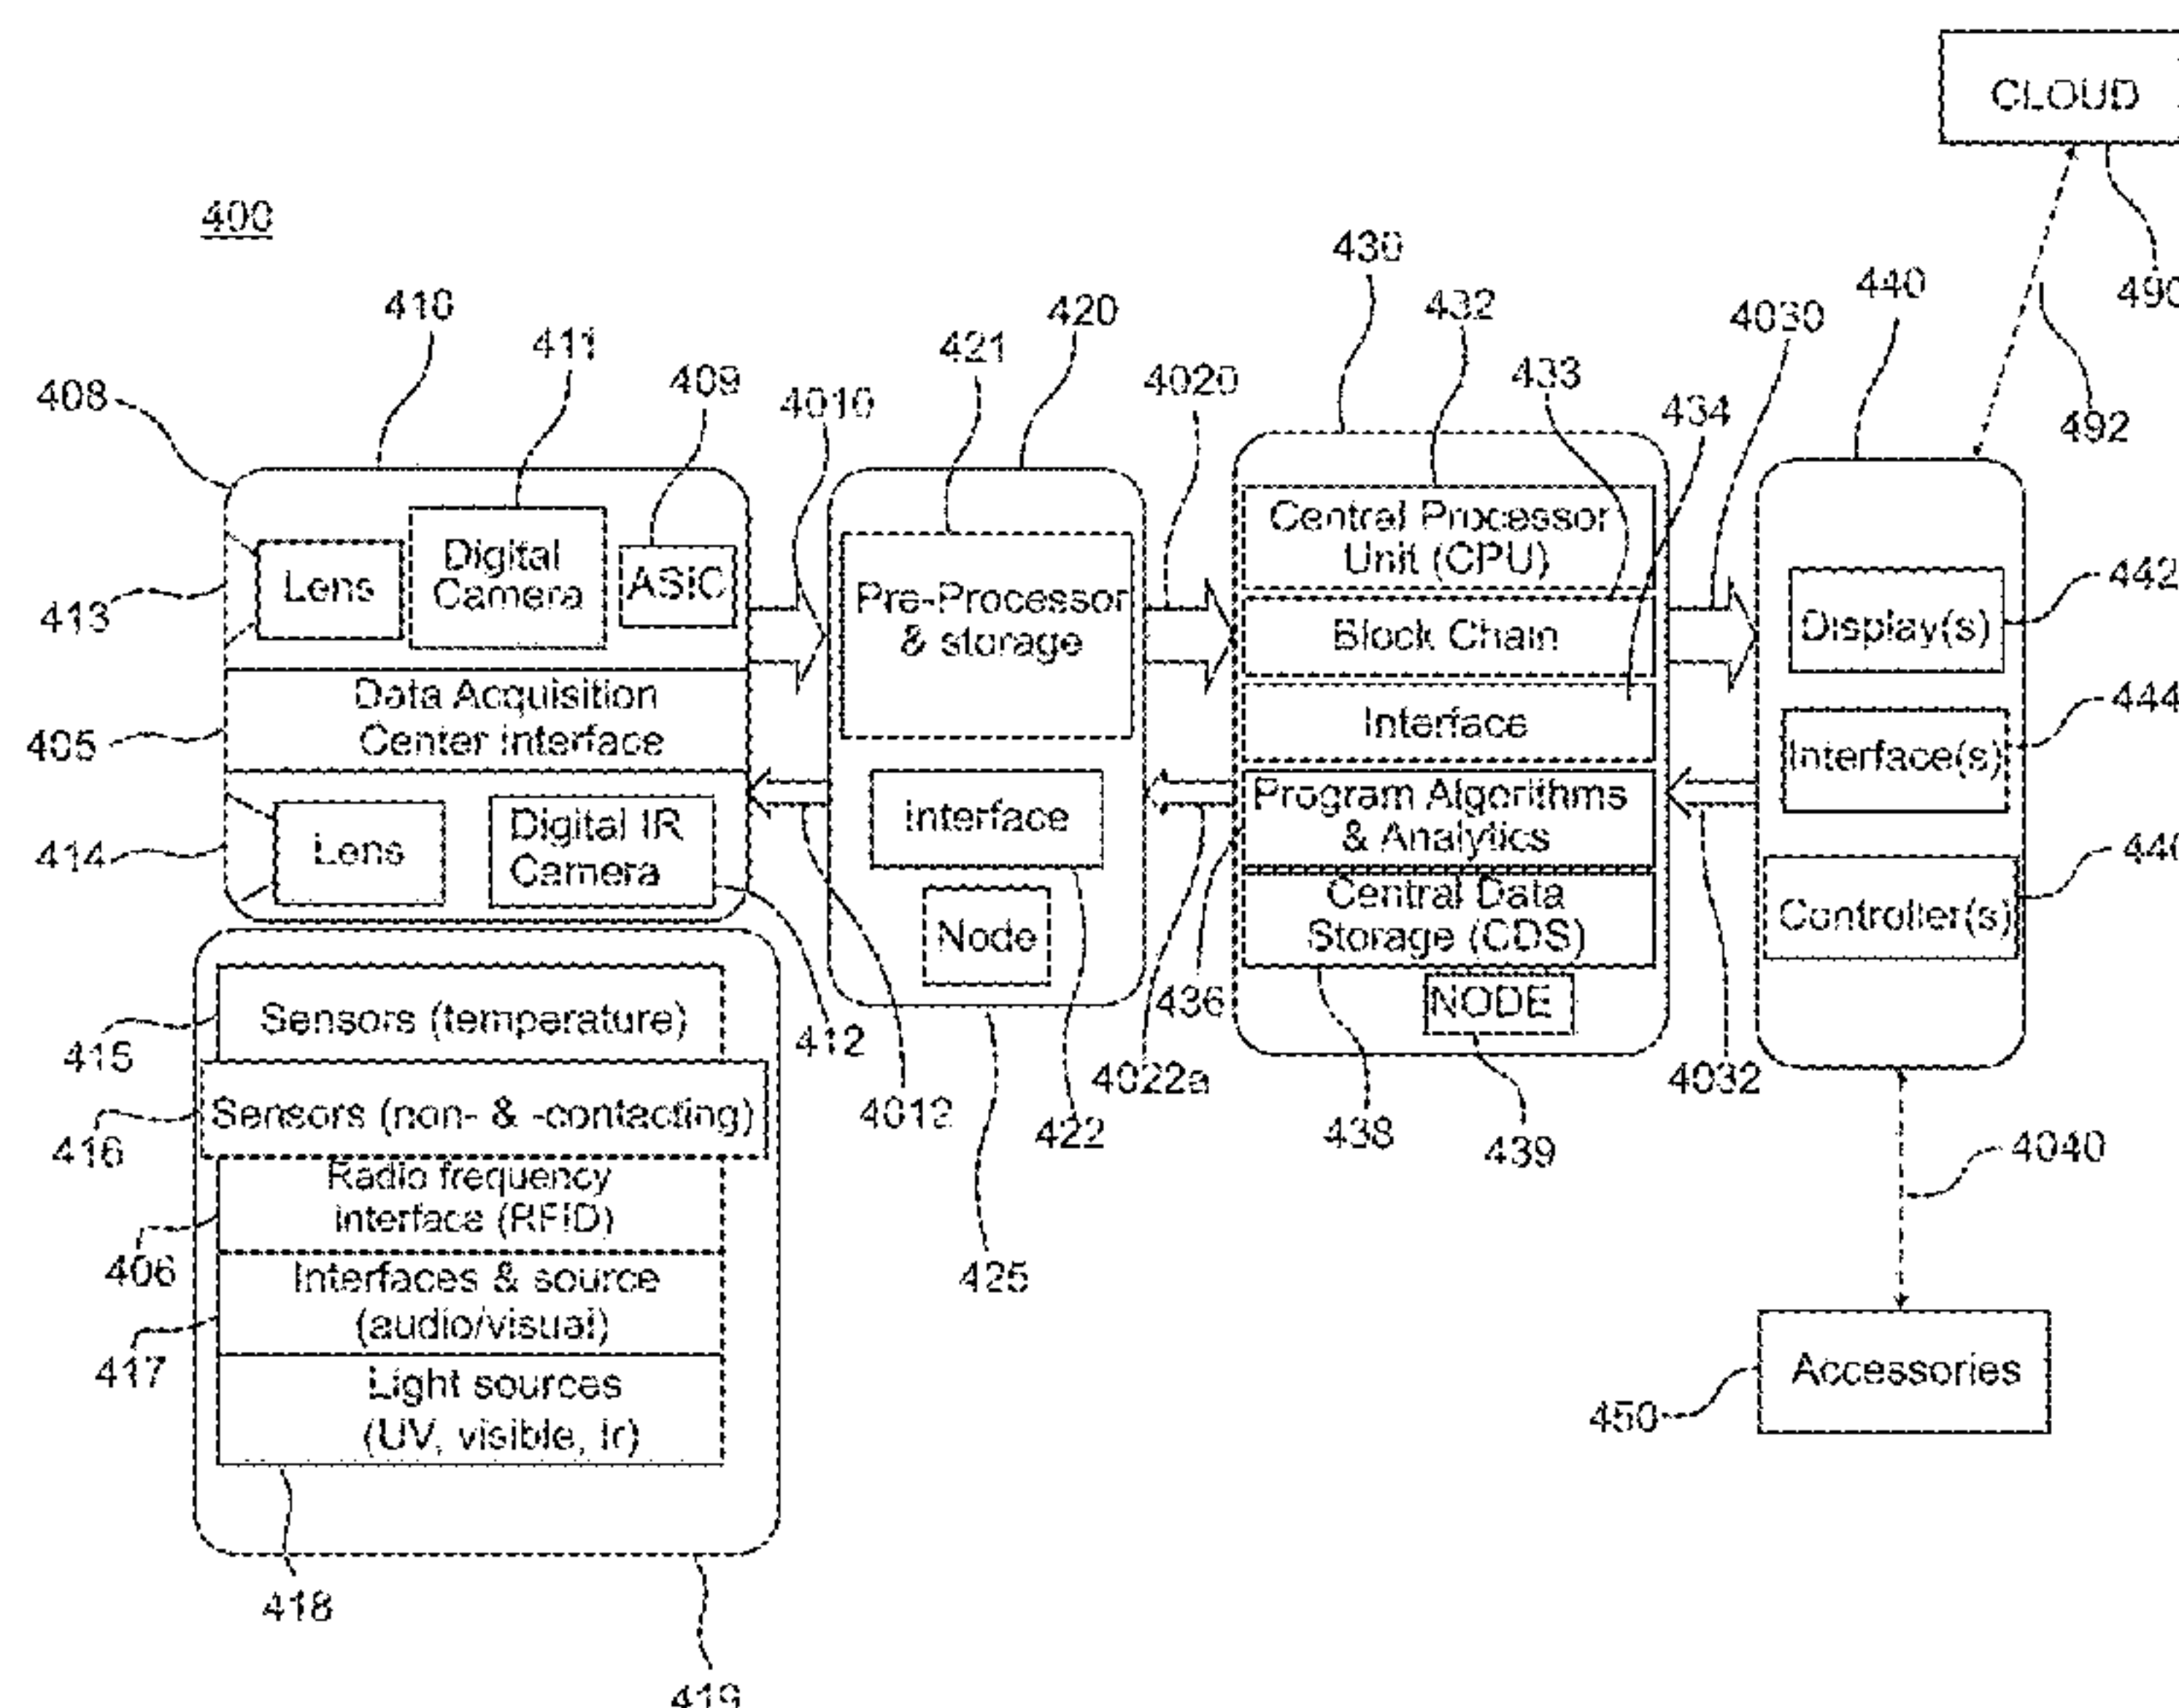 CLOUD
400
430
410
432
440
490
420
4030
411
421
433
409
4020
408
4010
434
492
Central Processor
Unit (CPU)
Digital
Camera
ASIC
Lens
442
413
Pre-Processor
& storage
Block Chain
Display(s)
Data Acquisition
Center Interface
Interface
444
405
Interface(s)
Program Algorithms
& Analytics
Interface
Digital IR
Camera
Lens
414
Central Data
Storage (CDS)
Controller(s)
Node
436
NODE
Sensors (temperature)
412
415
4022a
4032
Sensors (non- & -contacting)
4012
422
438
439
416
4040
Radio frequency
interface (RFID)
406
425
Interfaces & source
(audio/visual)
417
Accessories
Light sources
(UV, visible, Ir)
450
418
419